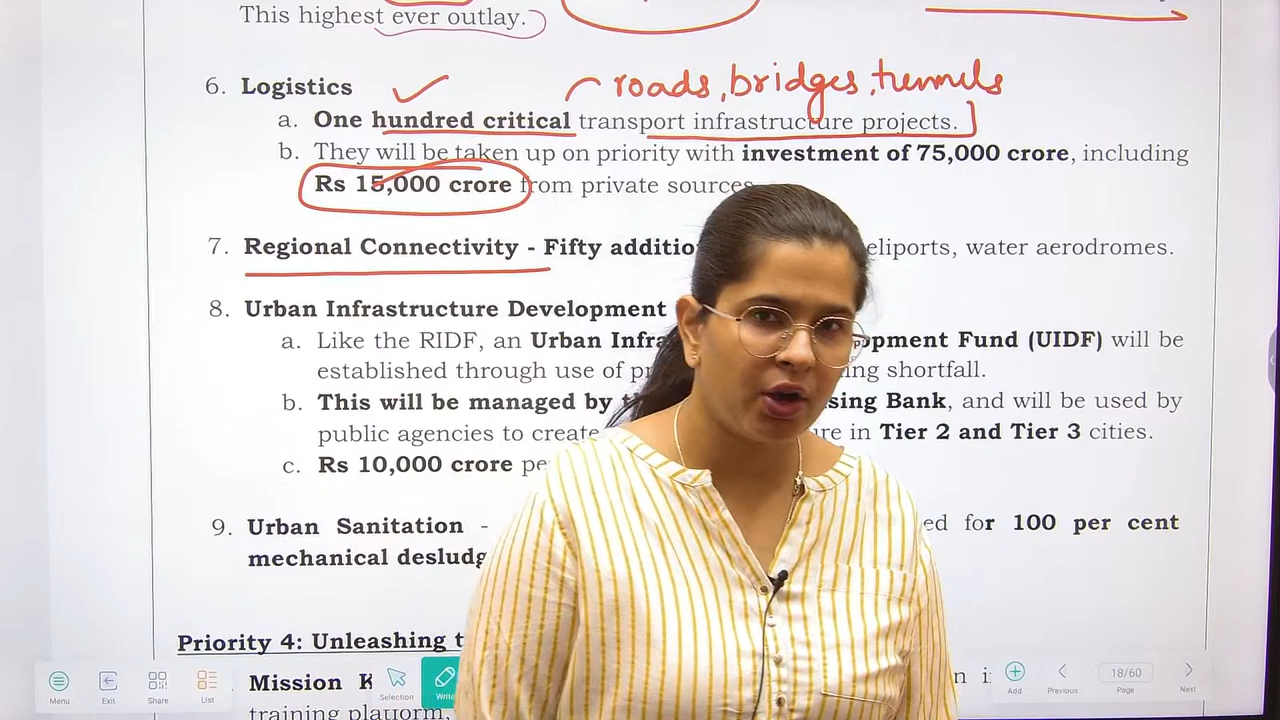 This highest ever outlay.
roads, bridges, tunnels
6. Logistics
a. One hundred critical transport infrastructure projects.
b. They will be taken up on priority with investment of 75,000 crore, including
Rs 15,000 crore from private sources
7. Regional Connectivity - Fifty additio eliports, water aerodromes.
8. Urban Infrastructure Development
a. Like the RIDF, an Urban Infra opment Fund (UIDF) will be
established through use of pr ing shortfall.
b. This will be managed by t sing Bank, and will be used by
public agencies to create ure in Tier 2 and Tier 3 cities.
c. Rs 10,000 crore pe
9. Urban Sanitation - ed for 100 per cent
mechanical desludg
Priority 4: Unleashing t
Mission K n i
training platform,
Menu Exit Share List Selection Write Add Previous 18/60 Page Next